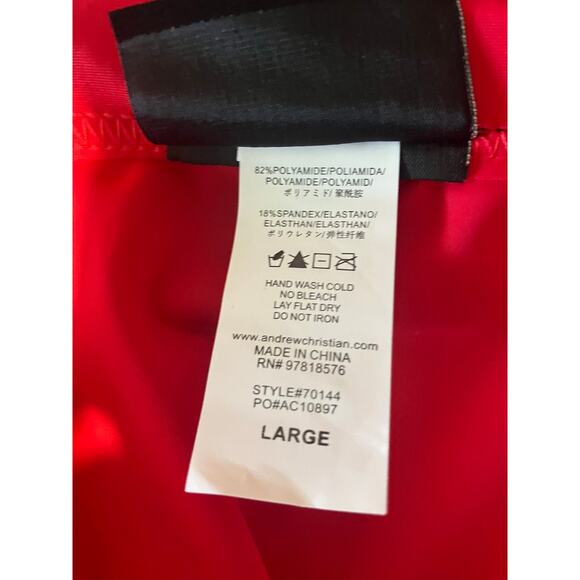 82%POLYAMIDE/POLIAMIDA/
POLYAMIDE/POLYAMID/
ポリアミド/聚酰胺
18%SPANDEX/ELASTANO/
ELASTHAN/ELASTHAN/
ポリウレタン/弹性纤维
HAND WASH COLD
NO BLEACH
LAY FLAT DRY
DO NOT IRON
www.andrewchristian.com
MADE IN CHINA
RN# 97818576
STYLE#70144
PO#AC10897
LARGE